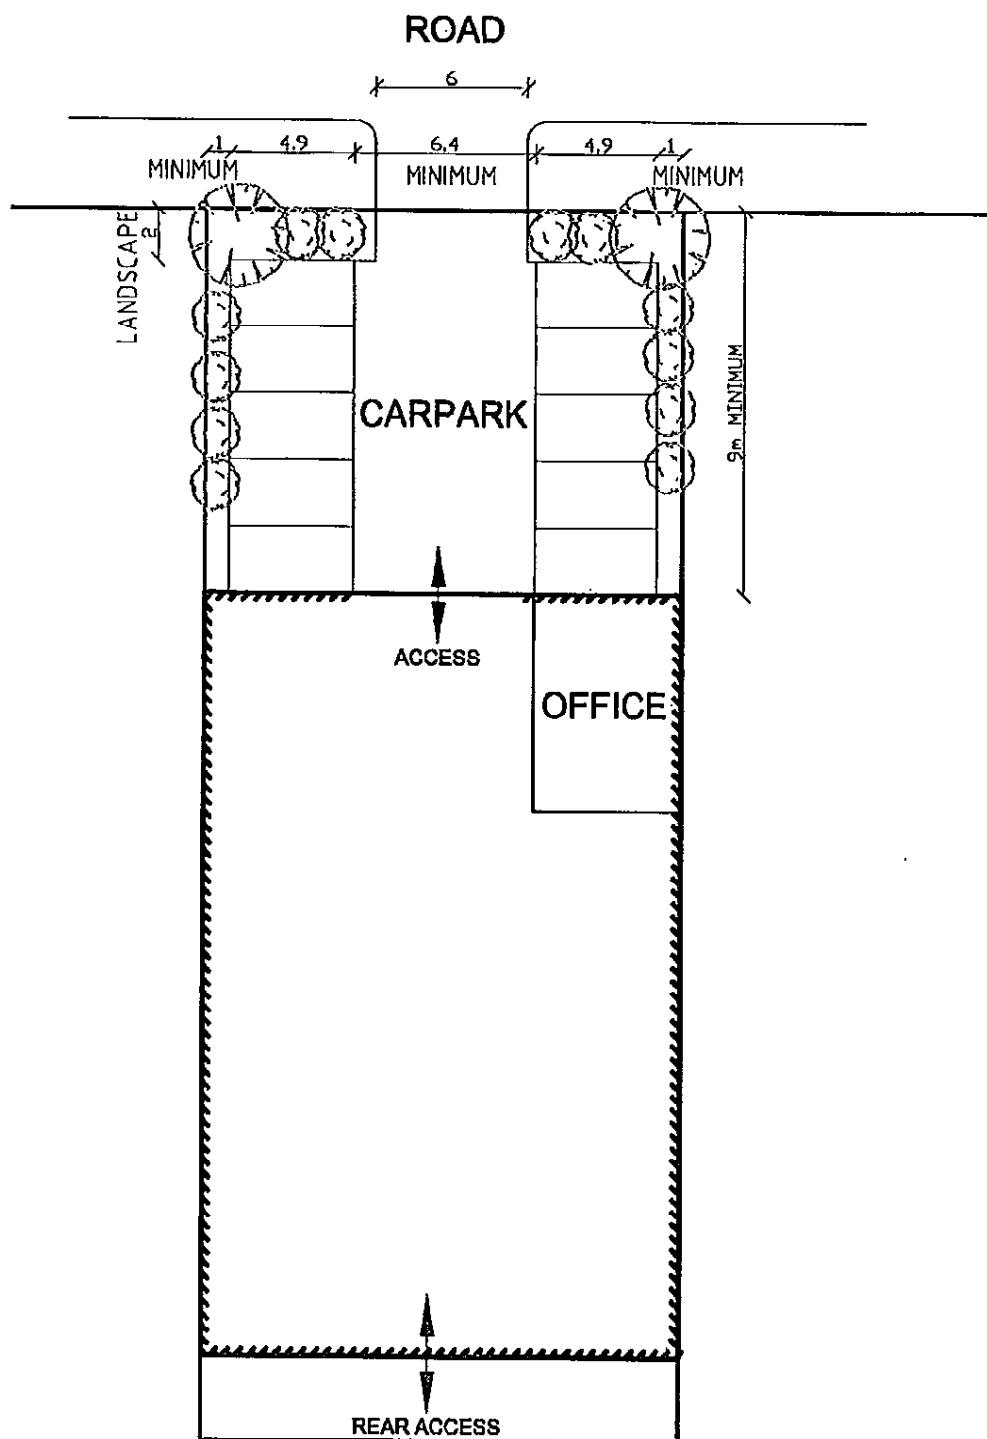 ROAD
6
1 4,9 6,4 4,9 1
MINIMUM MINIMUM MINIMUM
LANDSCAPE
2
9m MINIMUM
CARPARK
ACCESS
OFFICE
REAR ACCESS